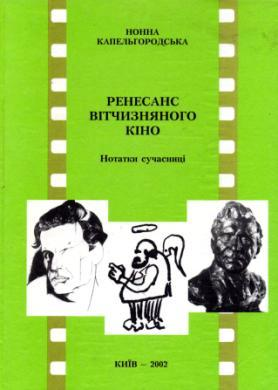 НОННА
КАПЕЛЬГОРОДСЬКА
РЕНЕСАНС
ВІТЧИЗНЯНОГО
КІНО
Нотатки сучасниці
КИЇВ – 2002